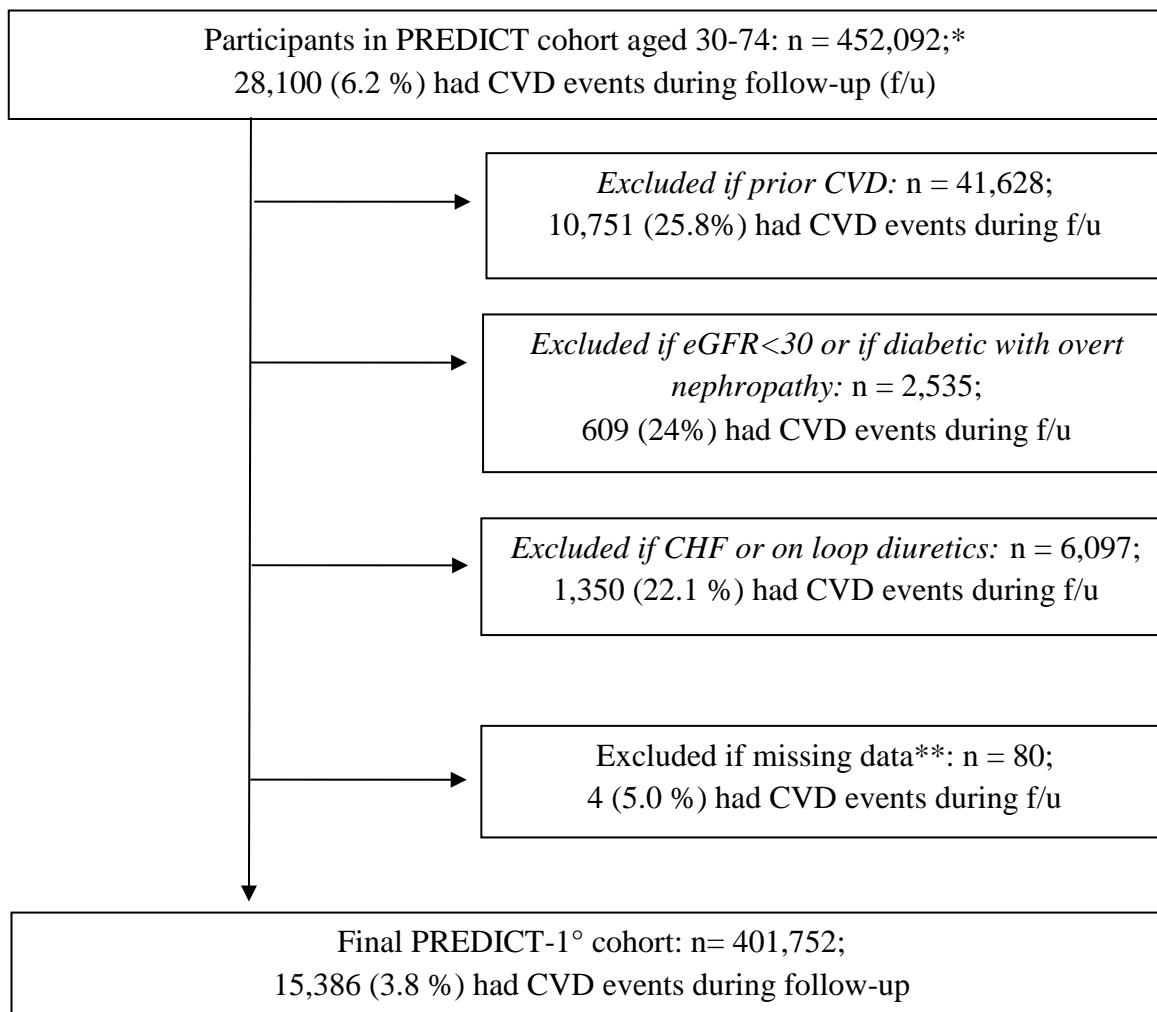 Participants in PREDICT cohort aged 30-74: n = 452,092;*
28,100 (6.2 %) had CVD events during follow-up (f/u)
Excluded if prior CVD: n = 41,628;
10,751 (25.8%) had CVD events during f/u
Excluded if eGFR<30 or if diabetic with overt
nephropathy: n = 2,535;
609 (24%) had CVD events during f/u
Excluded if CHF or on loop diuretics: n = 6,097;
1,350 (22.1 %) had CVD events during f/u
Excluded if missing data**: n = 80;
4 (5.0 %) had CVD events during f/u
Final PREDICT-1° cohort: n= 401,752;
15,386 (3.8 %) had CVD events during follow-up